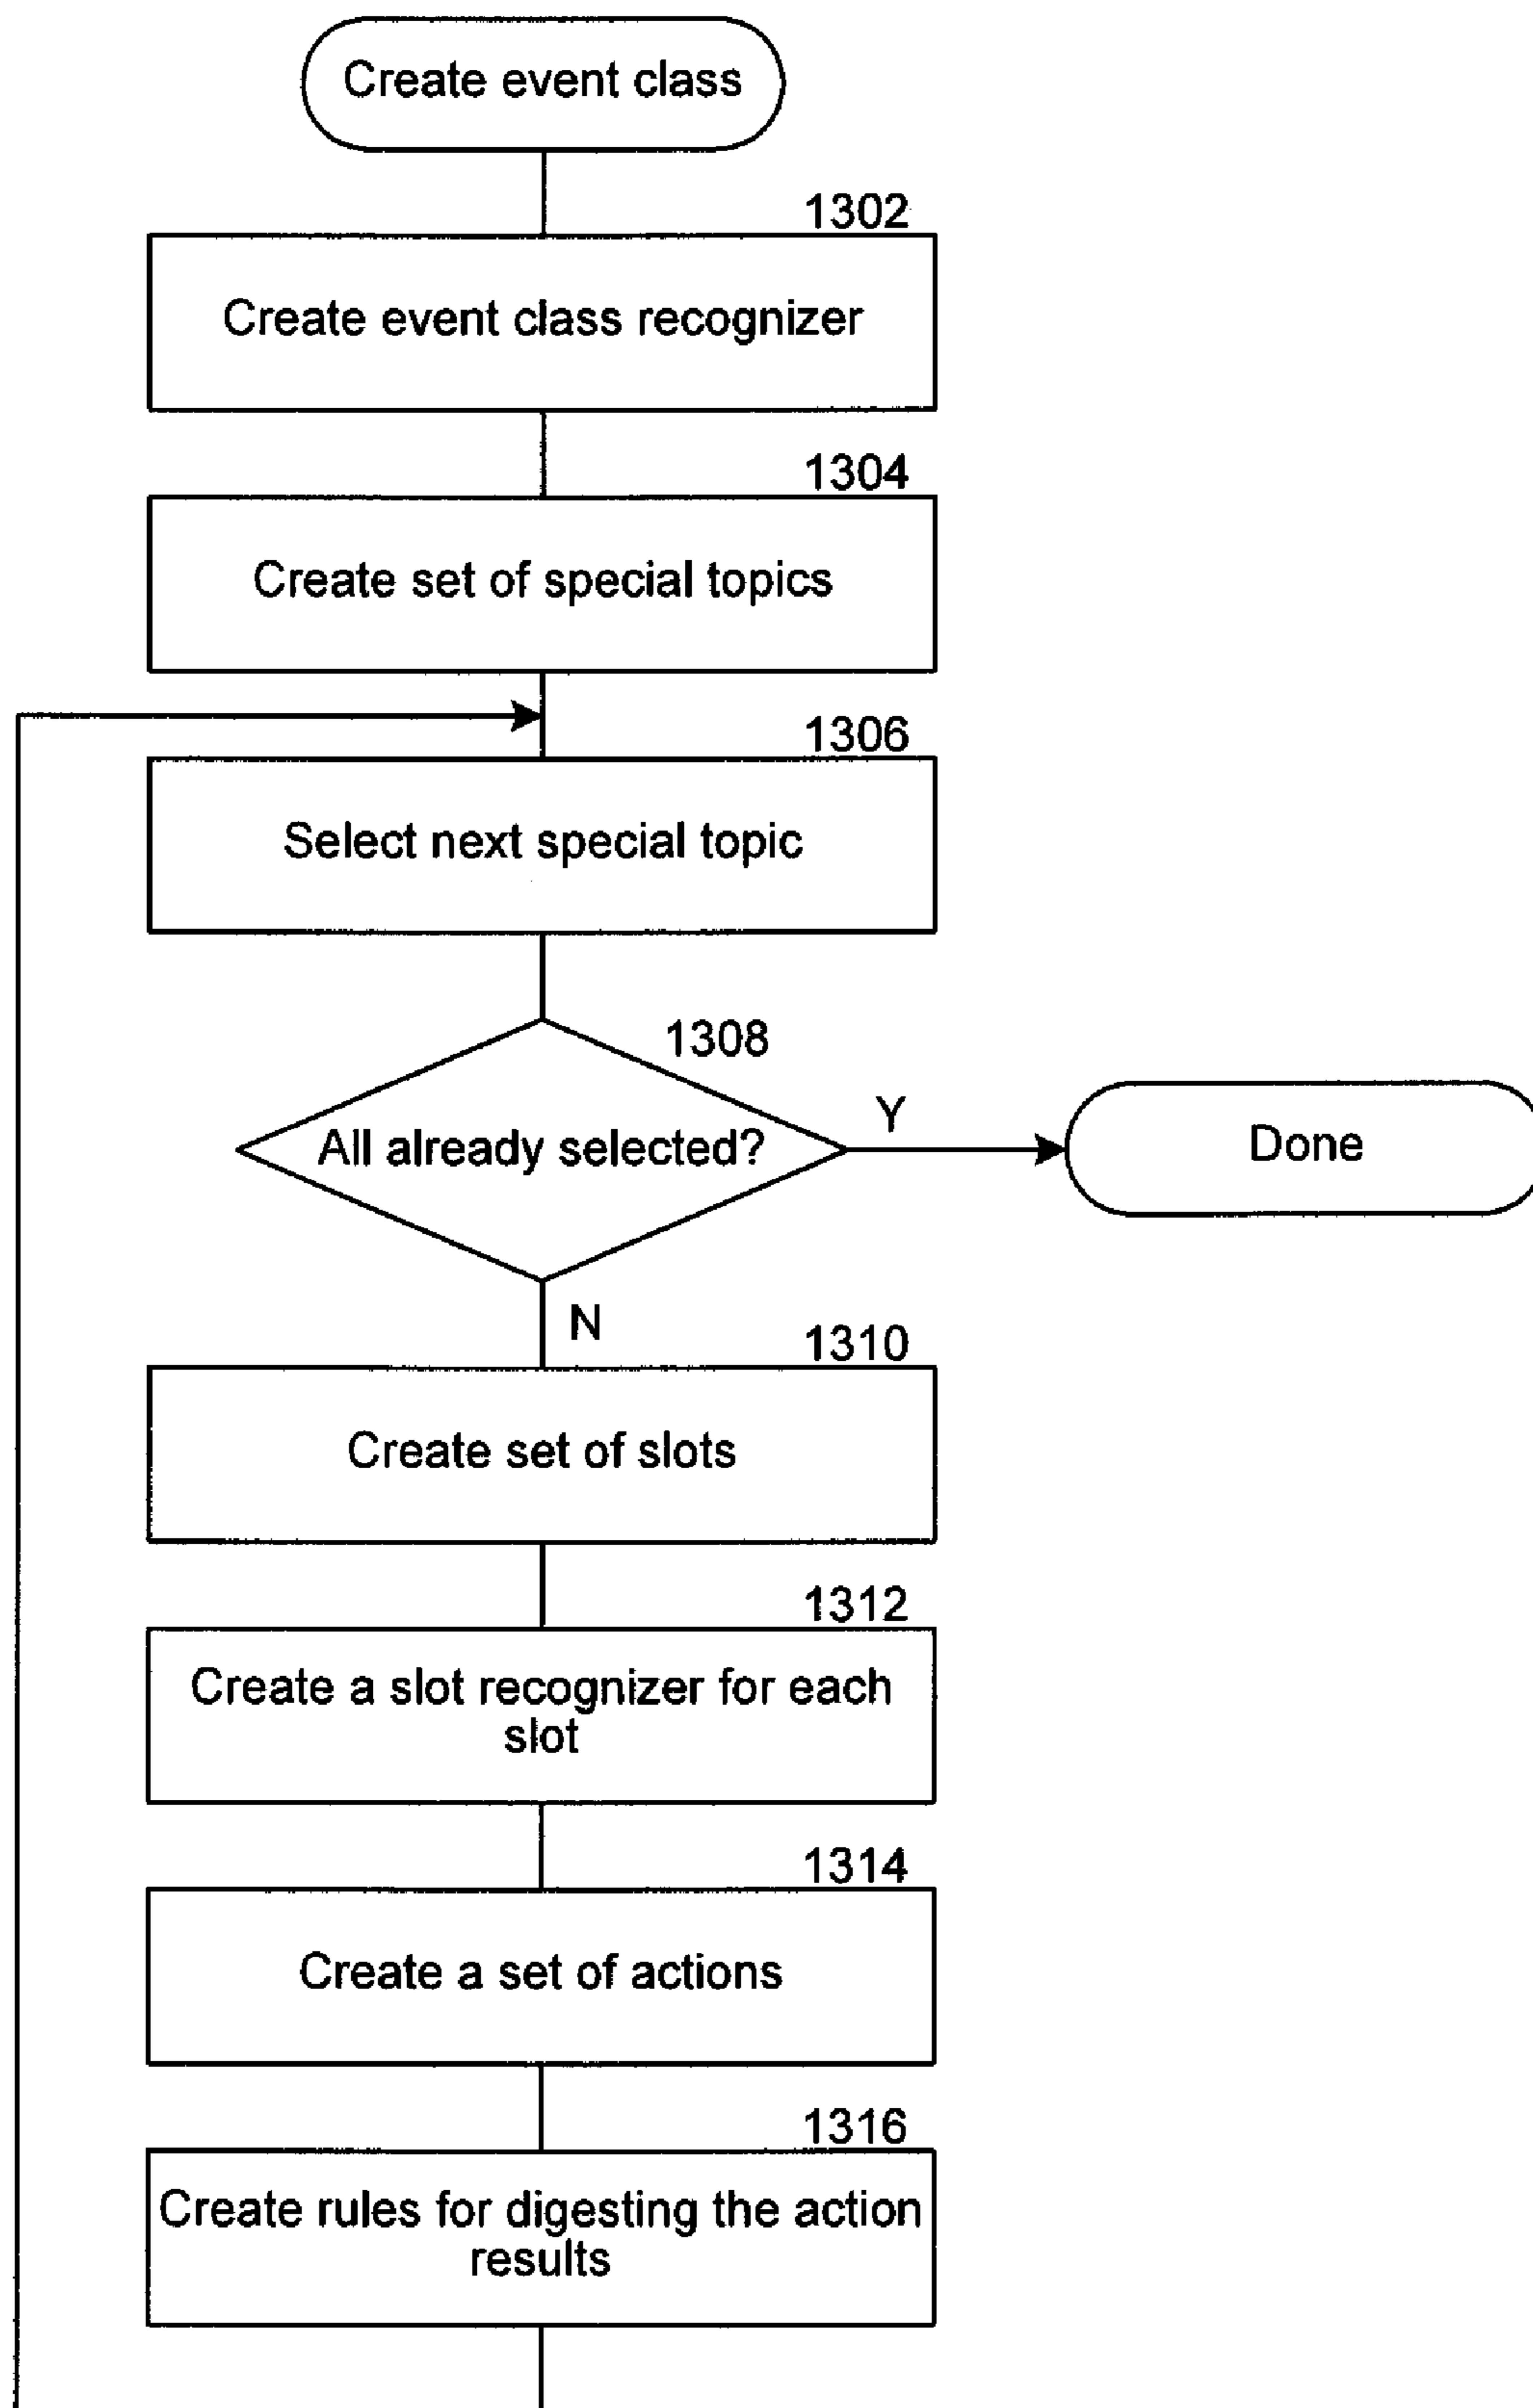 Create event class
1302
Create event class recognizer
1304
Create set of special topics
1306
Select next special topic
1308
All already selected?
Y
Done
N
1310
Create set of slots
1312
Create a slot recognizer for each
slot
1314
Create a set of actions
1316
Create rules for digesting the action
results